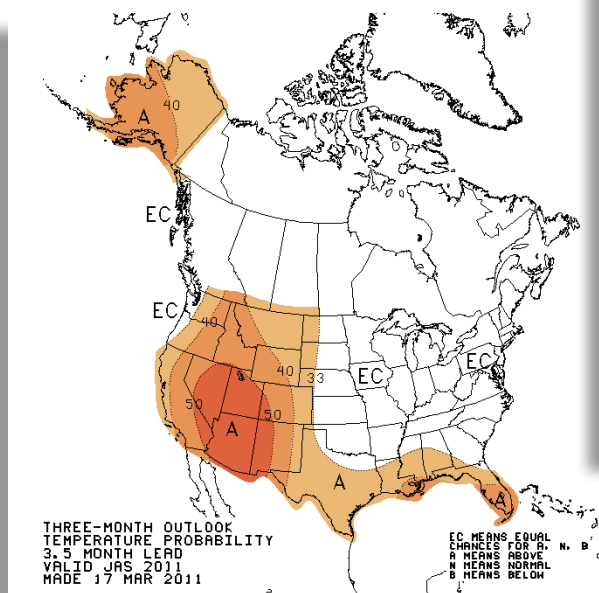 40
A
EC
EC
40
40
33
EC
EC
50
50
A
A
A
THREE-MONTH OUTLOOK
TEMPERATURE PROBABILITY
3.5 MONTH LEAD
VALID JAS 2011
MADE 17 MAR 2011
EC MEANS EQUAL
CHANCES FOR A, N, B
A MEANS ABOVE
N MEANS NORMAL
B MEANS BELOW